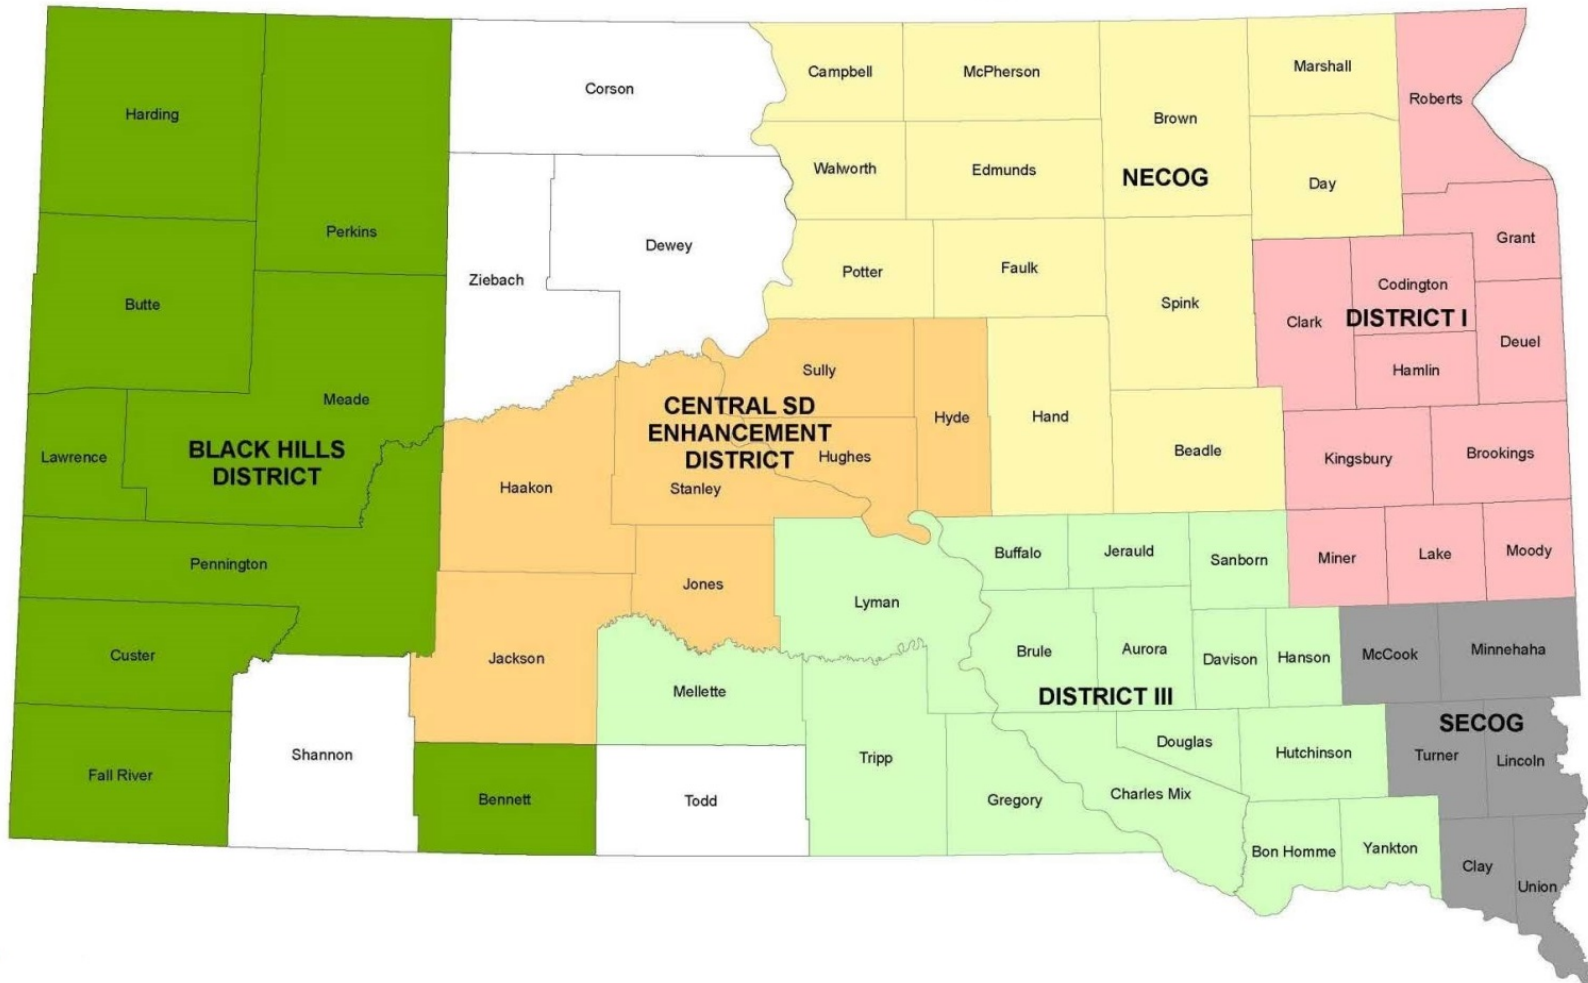 Harding
Perkins
Butte
Meade
Lawrence
BLACK HILLS
DISTRICT
Pennington
Custer
Fall River
Shannon
Bennett
Corson
Ziebach
Dewey
Haakon
CENTRAL SD
ENHANCEMENT
DISTRICT
Sully
Hyde
Hughes
Stanley
Jones
Jackson
Campbell
McPherson
Brown
Marshall
Walworth
Edmunds
NECOG
Day
Potter
Faulk
Spink
Hand
Beadle
Roberts
Grant
Codington
Clark
DISTRICT I
Deuel
Hamlin
Kingsbury
Brookings
Miner
Lake
Moody
Buffalo
Jerauld
Sanborn
Lyman
Brule
Aurora
Davison
Hanson
DISTRICT III
Mellette
Todd
Tripp
Gregory
Douglas
Charles Mix
Hutchinson
Bon Homme
Yankton
McCook
Minnehaha
SECOG
Turner
Lincoln
Clay
Union